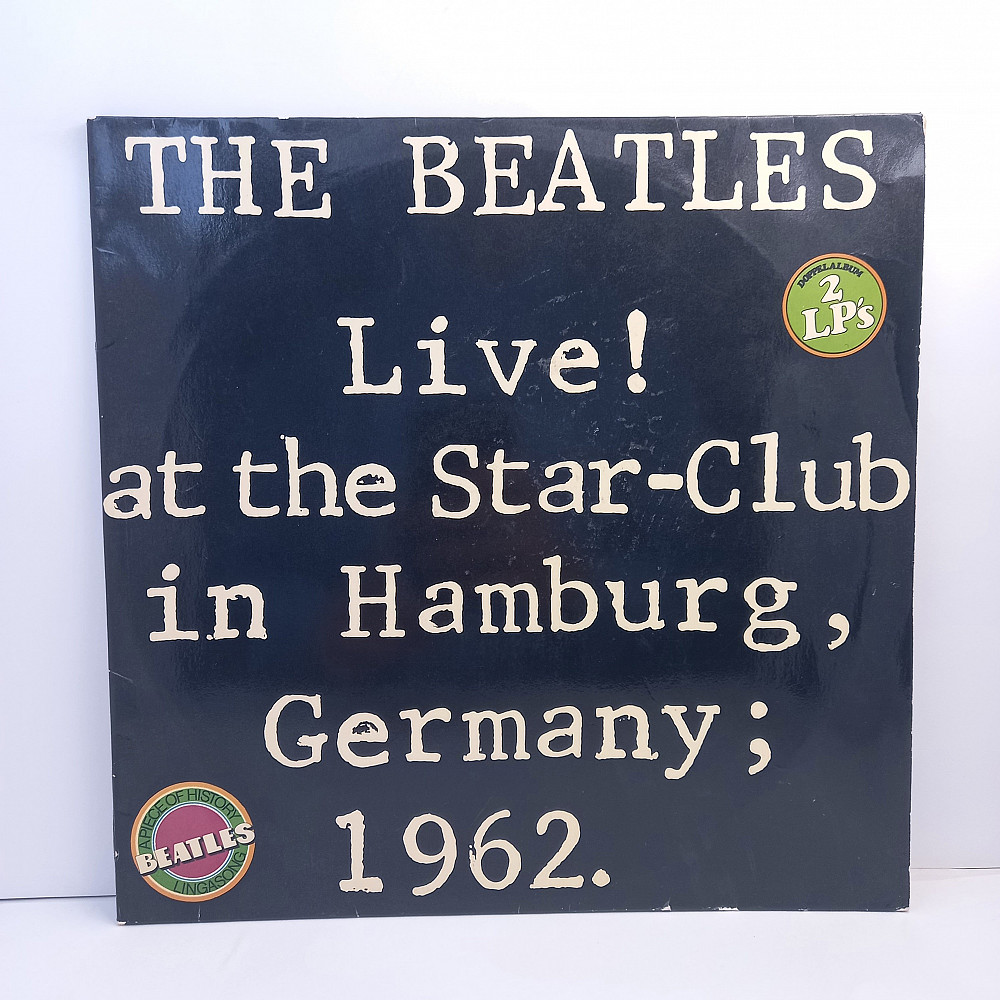 THE BEATLES
DOPPELALBUM
2
LP's
Live!
at the Star-Club
in Hamburg,
Germany;
1962.
A PIECE OF HISTORY
BEATLES
LINGASONG